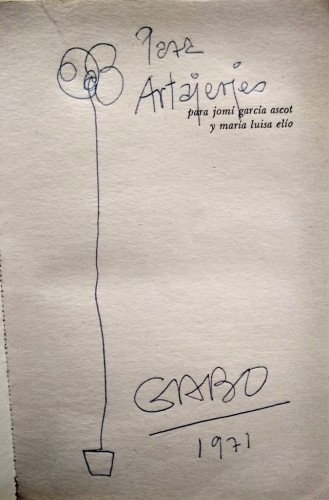 Para
Artajerjes
para jomí garcía ascot
y maría luisa elío
GABO
1971